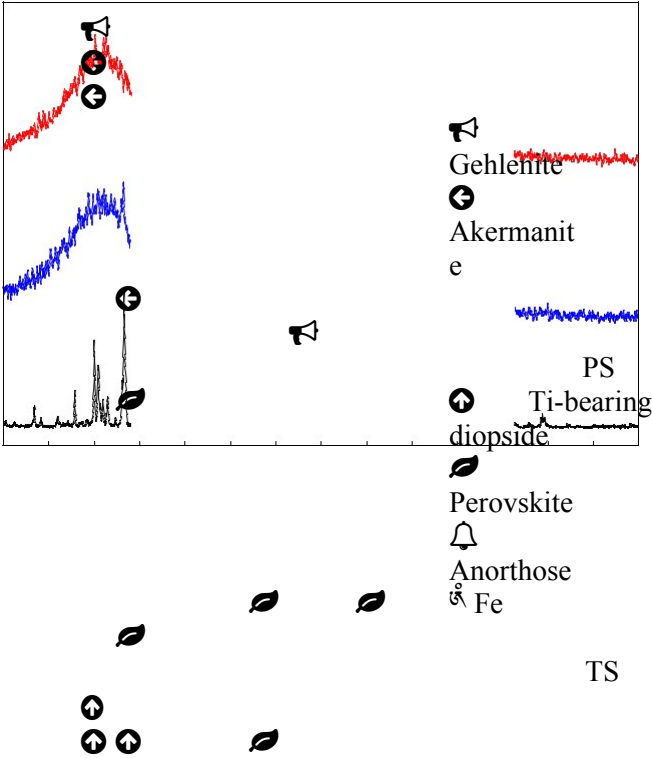 Gehlenite
Akermanit
e
PS
Ti-bearing
diopside
Perovskite
Anorthose
Fe
TS